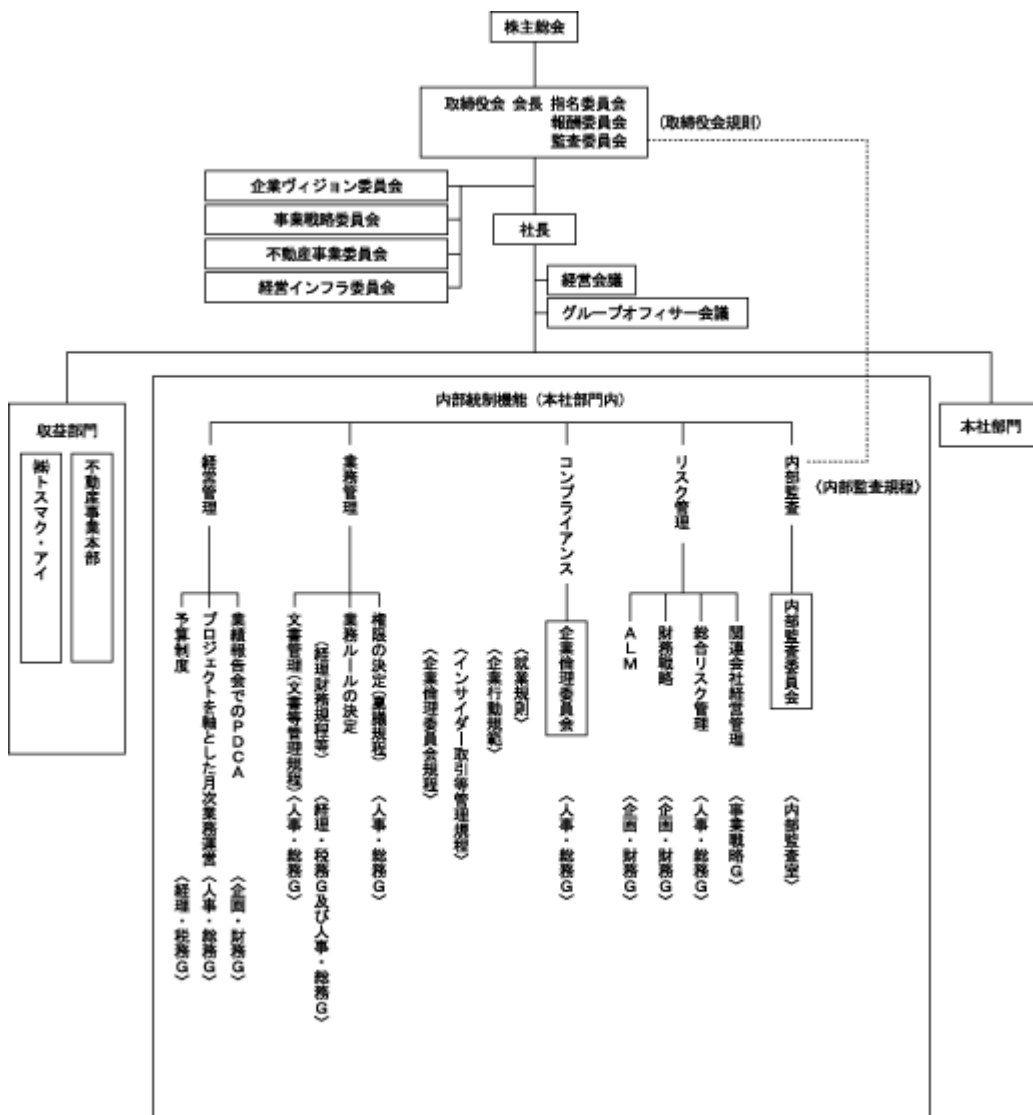 株主総会
取締役会 会長 指名委員会
報酬委員会
監査委員会
(取締役会規則)
企業ヴィジョン委員会
事業戦略委員会
不動産事業委員会
経営インフラ委員会
社長
経営会議
グループオフィサー会議
収益部門
㈱トスマク・アイ
不動産事業本部
内部統制機能(本社部門内)
本社部門
経営管理
業務管理
コンプライアンス
リスク管理
内部監査
〈内部監査規程〉
予算制度
〈経理・税務G〉
プロジェクトを軸とした月次業務運営
〈人事・総務G〉
業績報告会でのPDCA
〈企画・財務G〉
文書管理(文書等管理規程)
〈人事・総務G〉
業務ルールの決定
(経理財務規程等)
〈経理・税務G及び人事・総務G〉
権限の決定(稟議規程)
〈人事・総務G〉
〈企業倫理委員会規程〉
〈インサイダー取引等管理規程〉
〈企業行動規範〉
〈就業規則〉
企業倫理委員会
〈人事・総務G〉
ALM
〈企画・財務G〉
財務戦略
〈企画・財務G〉
総合リスク管理
〈人事・総務G〉
関連会社経営管理
〈事業戦略G〉
内部監査委員会
〈内部監査室〉